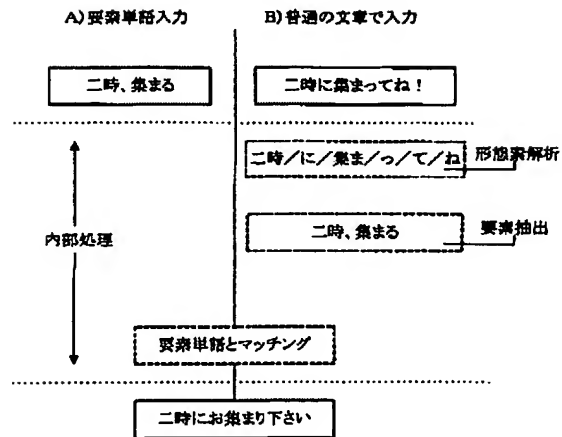 A)要素単語入力
B)普通の文章で入力
二時、集まる
二時に集まってね!
二時/に/集ま/っ/て/ね
形態素解析
内部処理
二時、集まる
要素抽出
要素単語とマッチング
二時にお集まり下さい